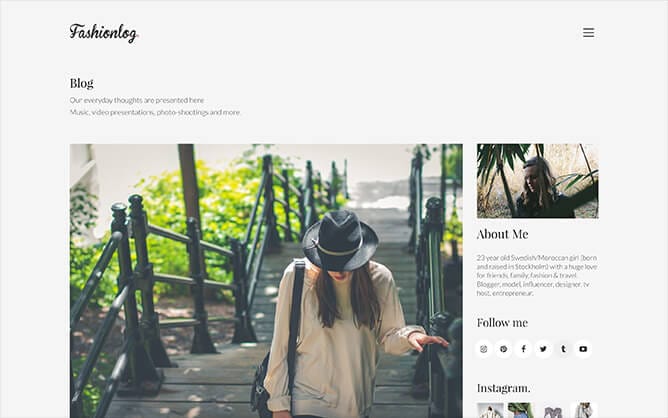 Fashionlog
Blog
Our everyday thoughts are presented here
Music, video presentations, photo-shootings and more.
About Me
23 year old Swedish/Moroccan girl (born
and raised in Stockholm) with a huge love
for friends, family, fashion & travel.
Blogger, model, influencer, designer, tv
host, entrepreneur.
Follow me
Instagram.